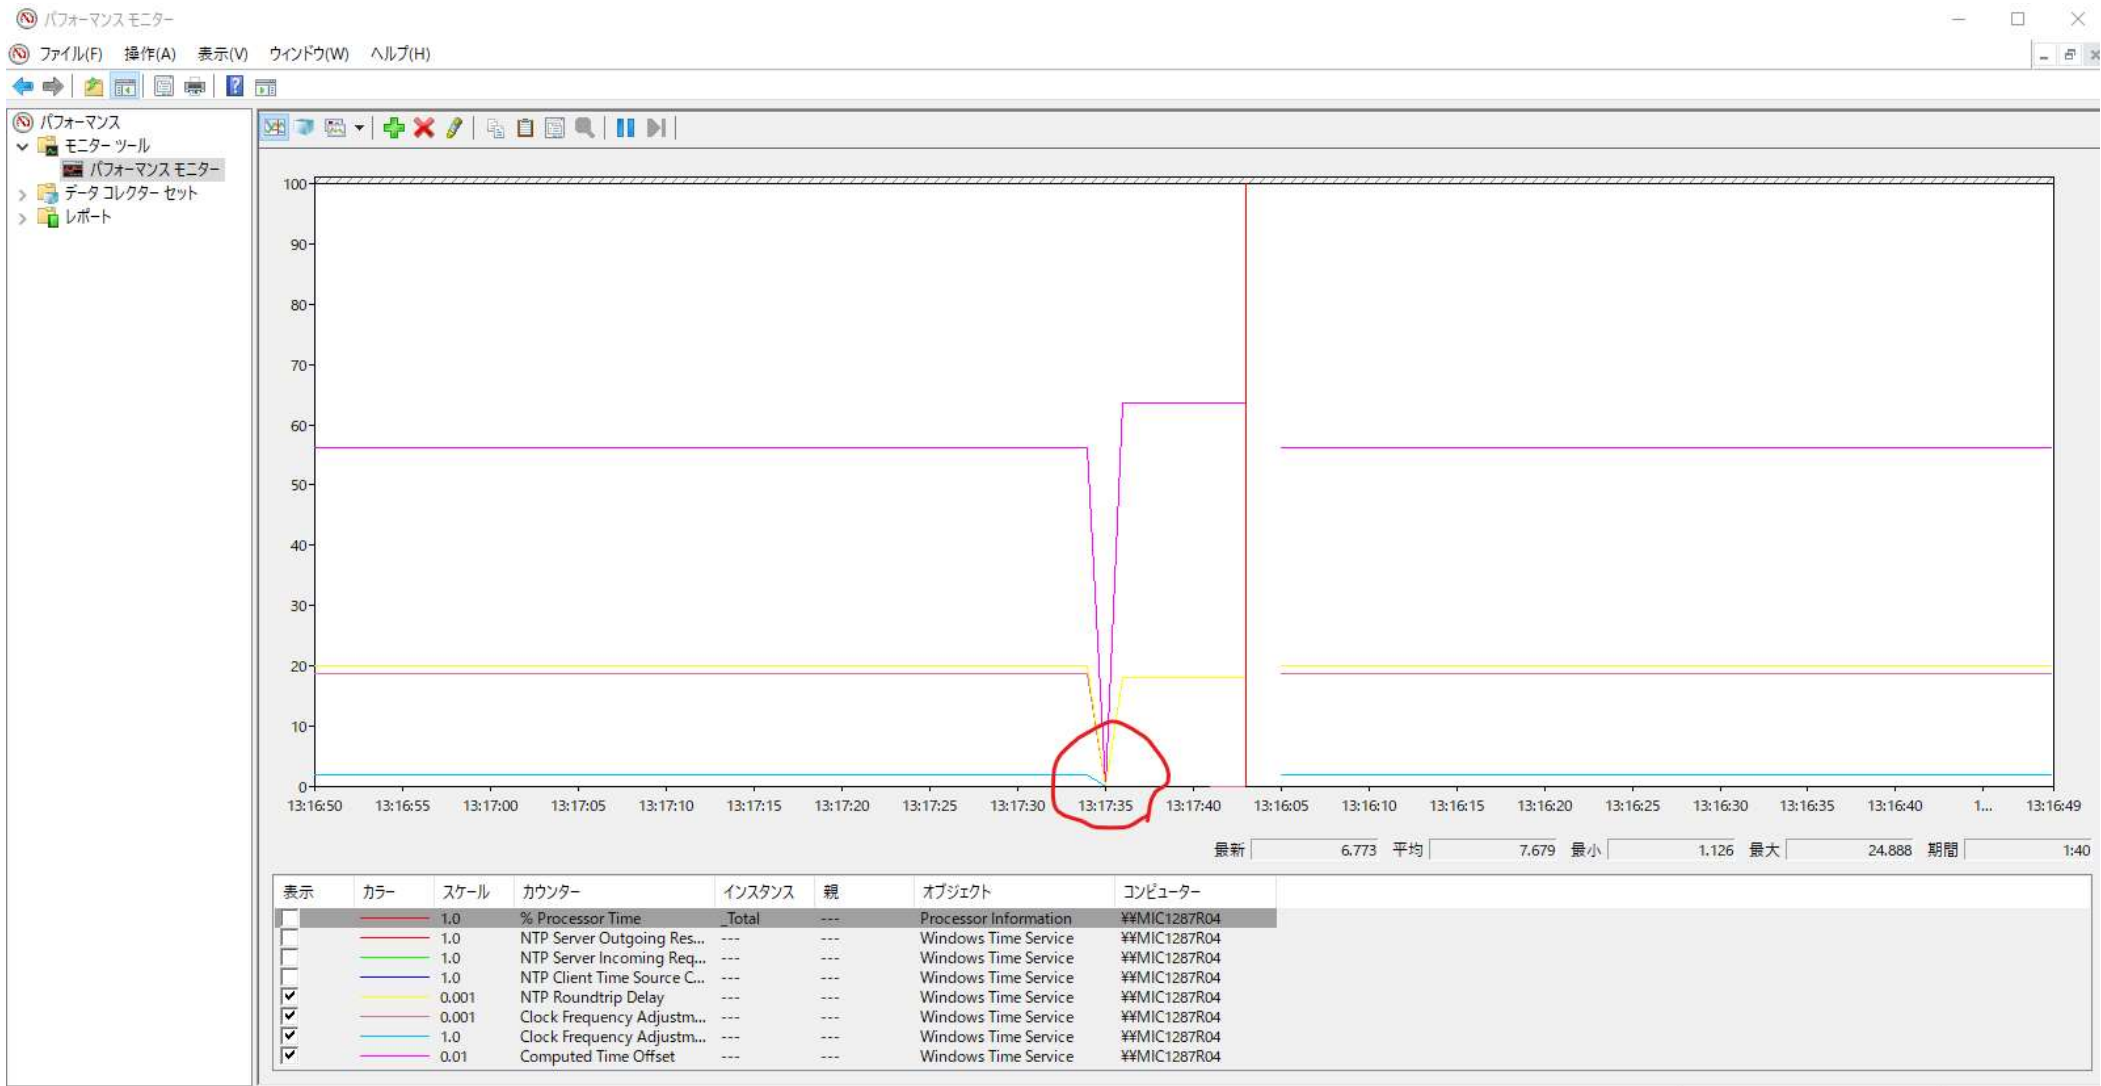 パフォーマンス モニター
ファイル(F) 操作(A) 表示(V) ウィンドウ(W) ヘルプ(H)
パフォーマンス
モニター ツール
パフォーマンス モニター
データ コレクター セット
レポート
100
90
80
70
60
50
40
30
20
10
0
13:16:50 13:16:55 13:17:00 13:17:05 13:17:10 13:17:15 13:17:20 13:17:25 13:17:30 13:17:35 13:17:40 13:16:05 13:16:10 13:16:15 13:16:20 13:16:25 13:16:30 13:16:35 13:16:40 1... 13:16:49
最新 6.773 平均 7.679 最小 1.126 最大 24.888 期間 1:40
表示 カラー スケール カウンター インスタンス 親 オブジェクト コンピューター
1.0 % Processor Time _Total --- Processor Information ¥¥MIC1287R04
1.0 NTP Server Outgoing Res... --- --- Windows Time Service ¥¥MIC1287R04
1.0 NTP Server Incoming Req... --- --- Windows Time Service ¥¥MIC1287R04
1.0 NTP Client Time Source C... --- --- Windows Time Service ¥¥MIC1287R04
0.001 NTP Roundtrip Delay --- --- Windows Time Service ¥¥MIC1287R04
0.001 Clock Frequency Adjustm... --- --- Windows Time Service ¥¥MIC1287R04
1.0 Clock Frequency Adjustm... --- --- Windows Time Service ¥¥MIC1287R04
0.01 Computed Time Offset --- --- Windows Time Service ¥¥MIC1287R04